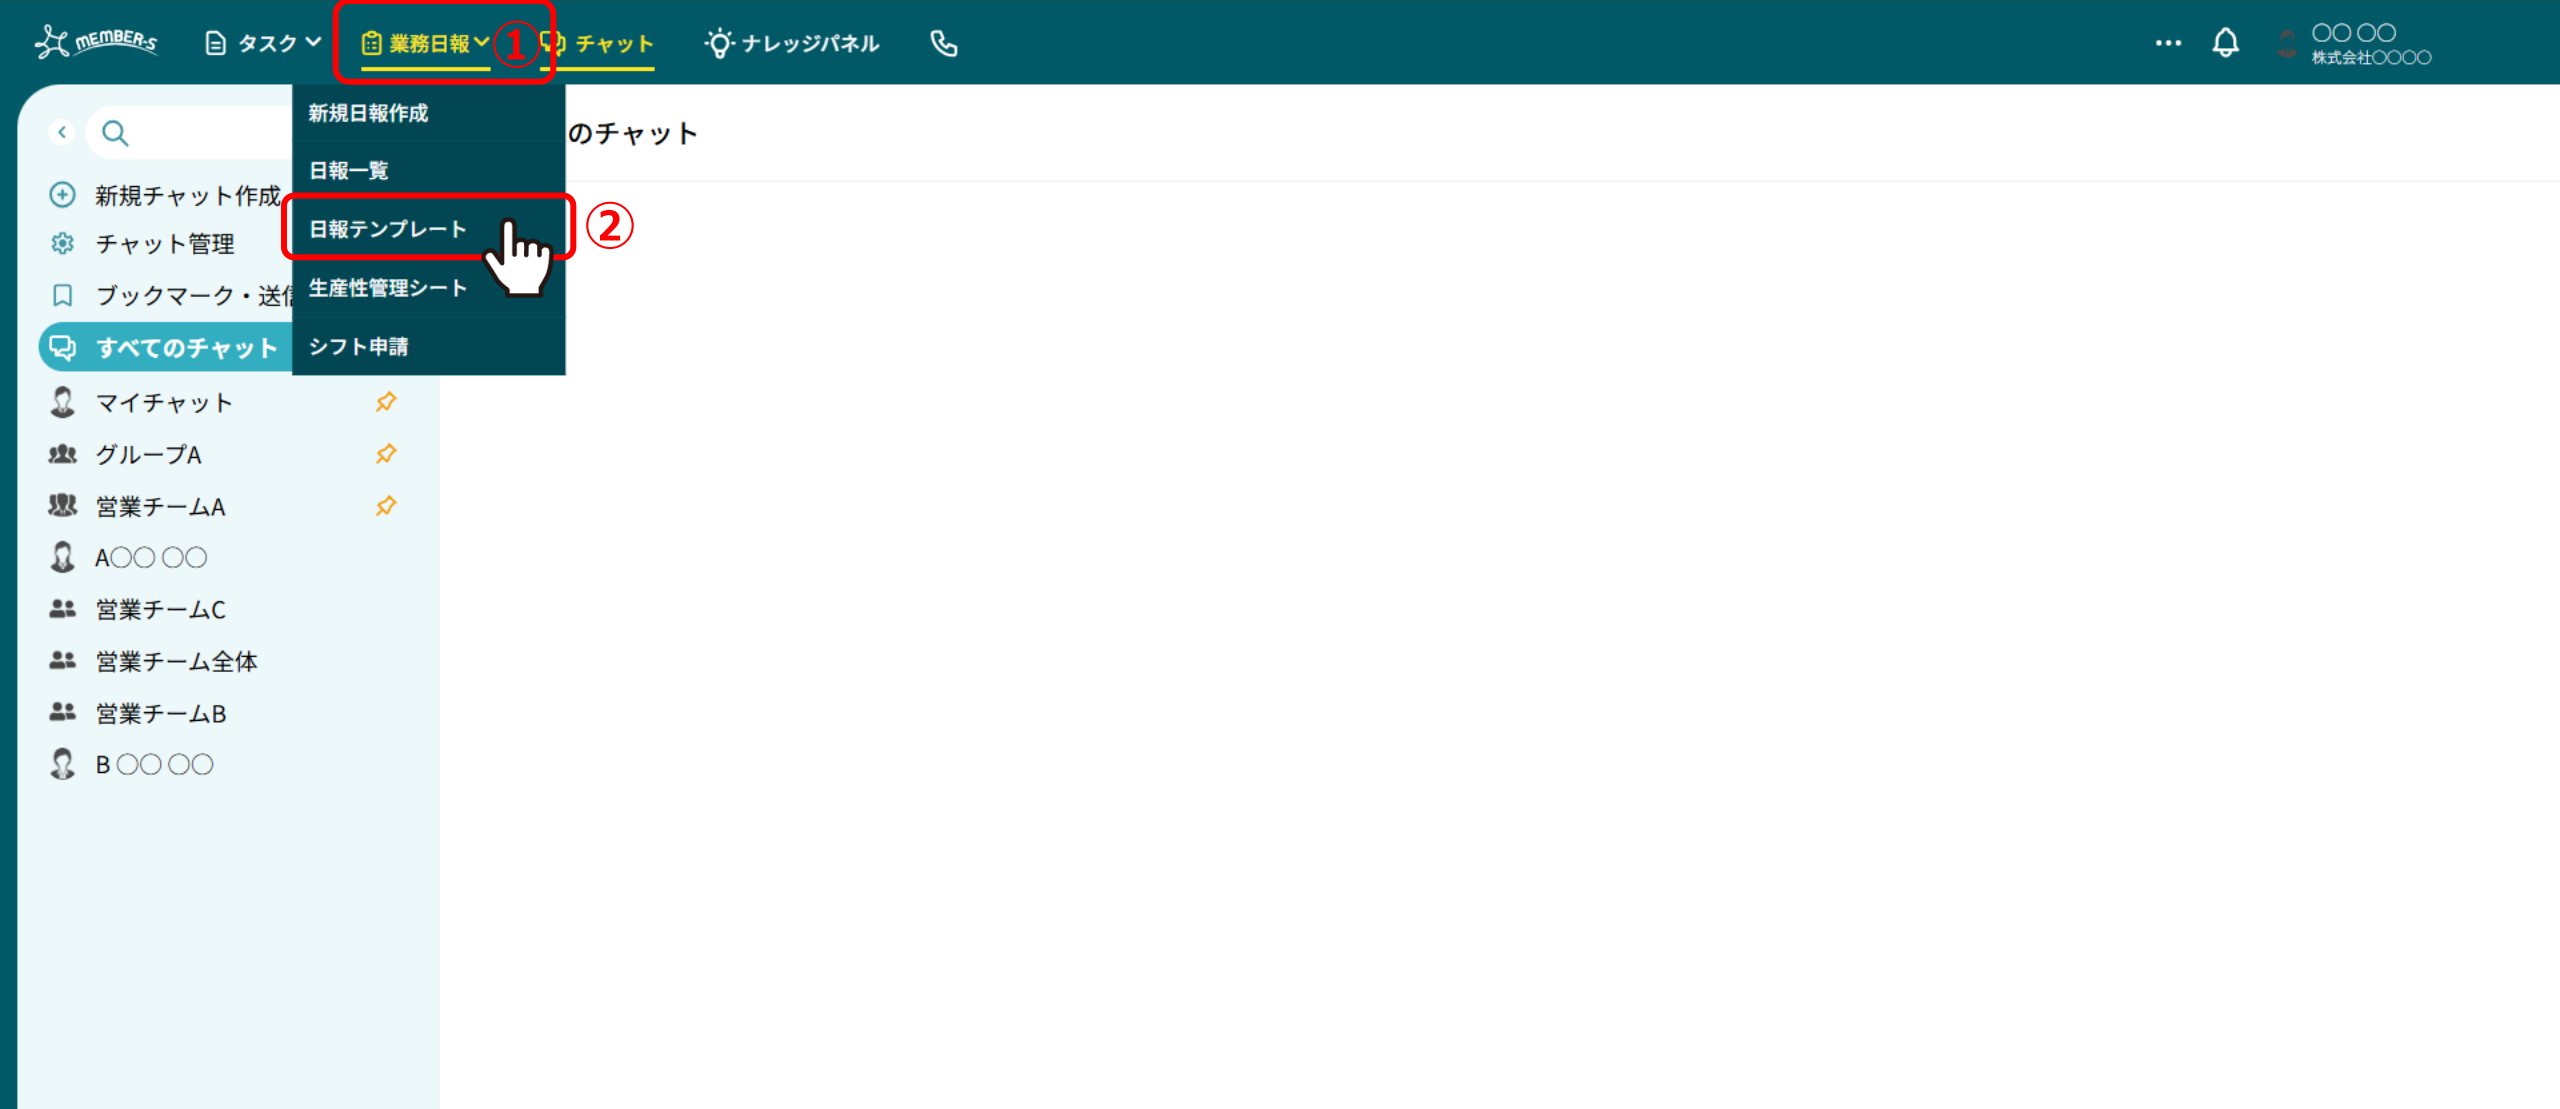 MEMBER-S
タスク
業務日報
①
チャット
ナレッジパネル
〇〇 〇〇
株式会社〇〇〇〇
新規日報作成
日報一覧
日報テンプレート
②
生産性管理シート
シフト申請
のチャット
新規チャット作成
チャット管理
ブックマーク・送
すべてのチャット
マイチャット
グループA
営業チームA
A〇〇 〇〇
営業チームC
営業チーム全体
営業チームB
B 〇〇 〇〇